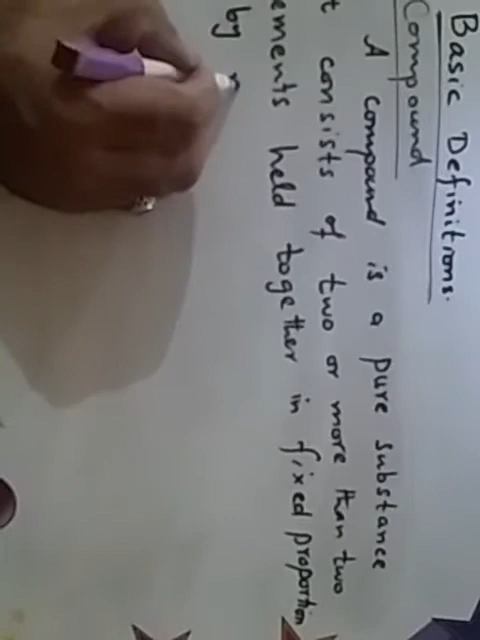 Basic Definitions.
Compound
A compound is a pure substance
t consists of two or more than two
ements held together in fixed proportion
by